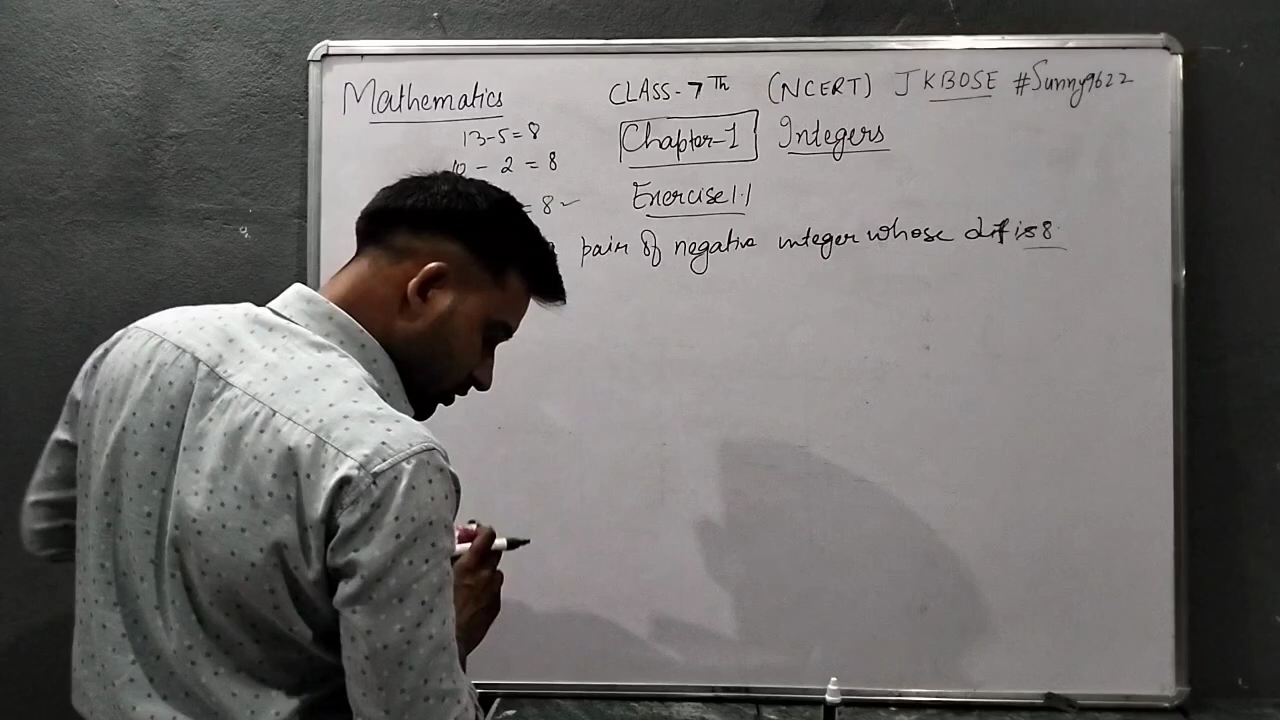 Mathematics
CLASS-7Th (NCERT) JKBOSE #Sunny9622
13-5=8
Chapter-1 Integers
10 - 2 = 8
Exercise 1.1
= 8
pair of negative integer whose dif is 8